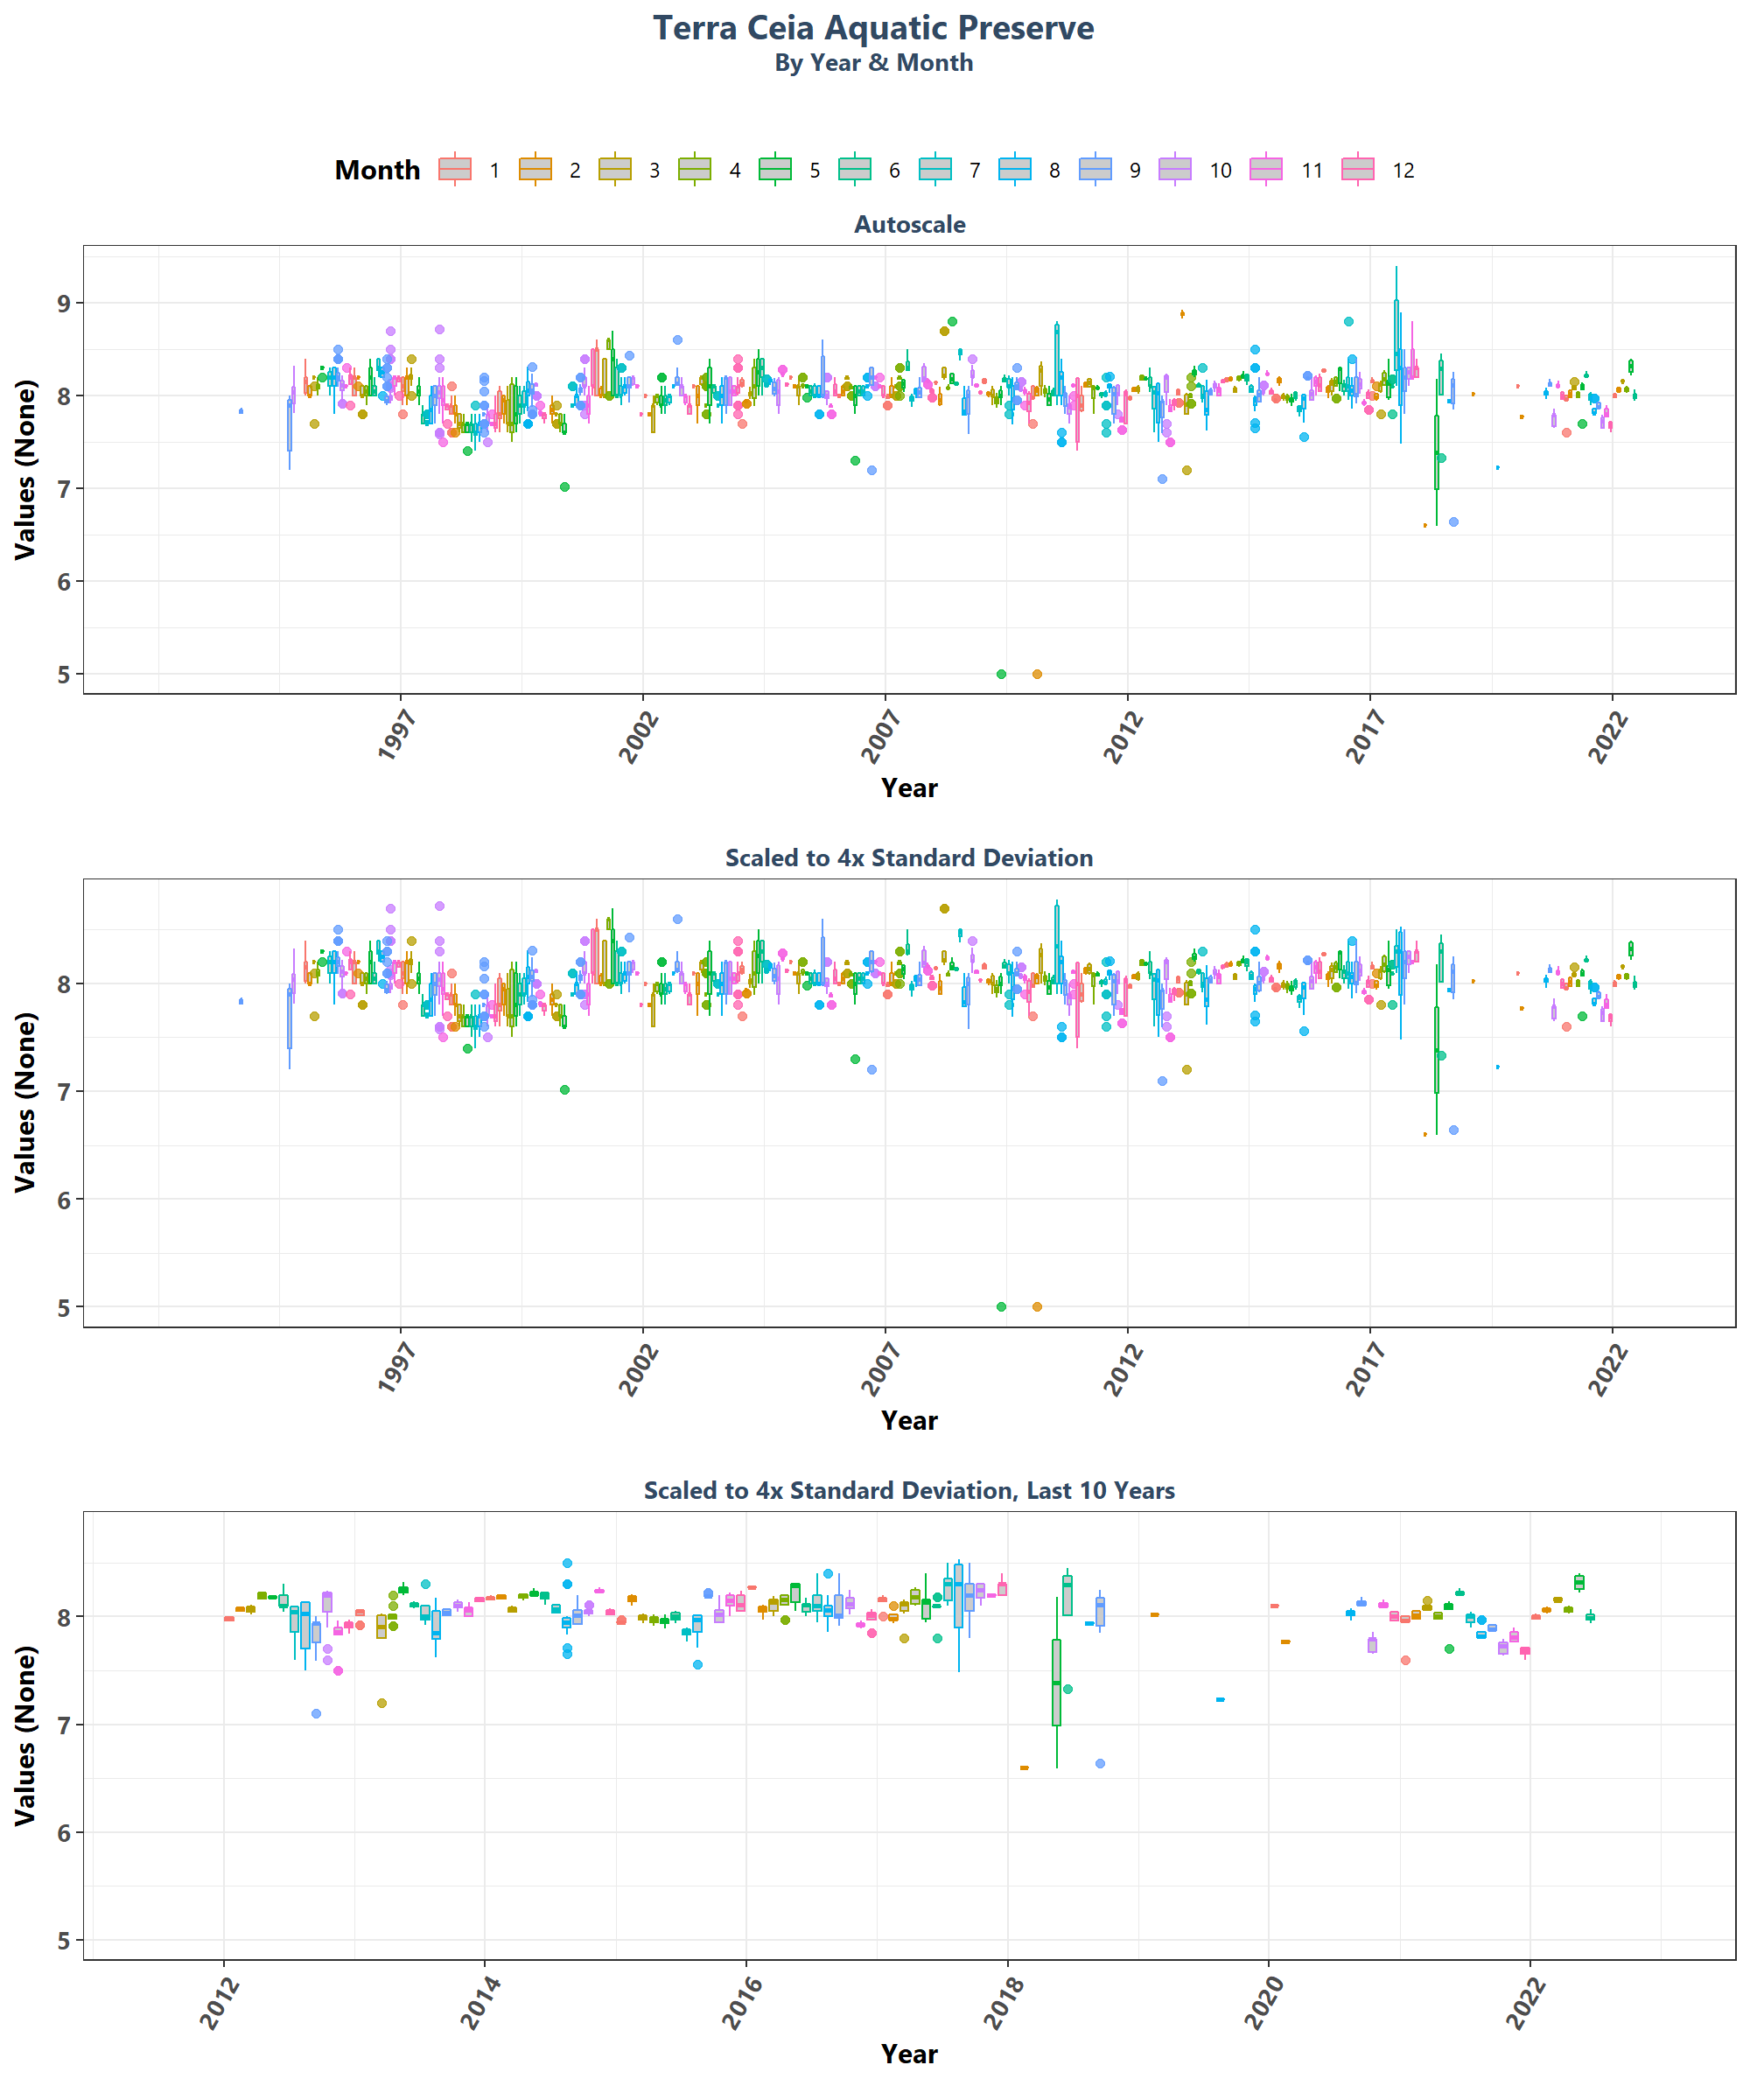 Terra Ceia Aquatic Preserve
By Year & Month
Month 1 2 3 4 5 6 7 8 9 10 11 12
Autoscale
9
8
7
6
5
Values (None)
1997 2002 2007 2012 2017 2022
Year
Scaled to 4x Standard Deviation
8
7
6
5
Values (None)
1997 2002 2007 2012 2017 2022
Year
Scaled to 4x Standard Deviation, Last 10 Years
8
7
6
5
Values (None)
2012 2014 2016 2018 2020 2022
Year